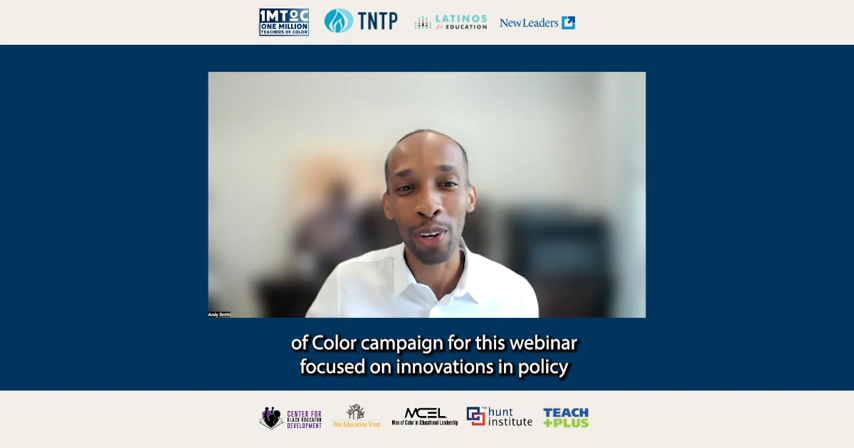 1MTOC
ONE MILLION
TEACHERS OF COLOR
TNTP
LATINOS
for EDUCATION
New Leaders
Andy Smith
of Color campaign for this webinar
focused on innovations in policy
CENTER FOR
BLACK EDUCATOR
DEVELOPMENT
The Education Trust
MCEL
Men of Color in Educational Leadership
THE
hunt
institute
TEACH
+PLUS